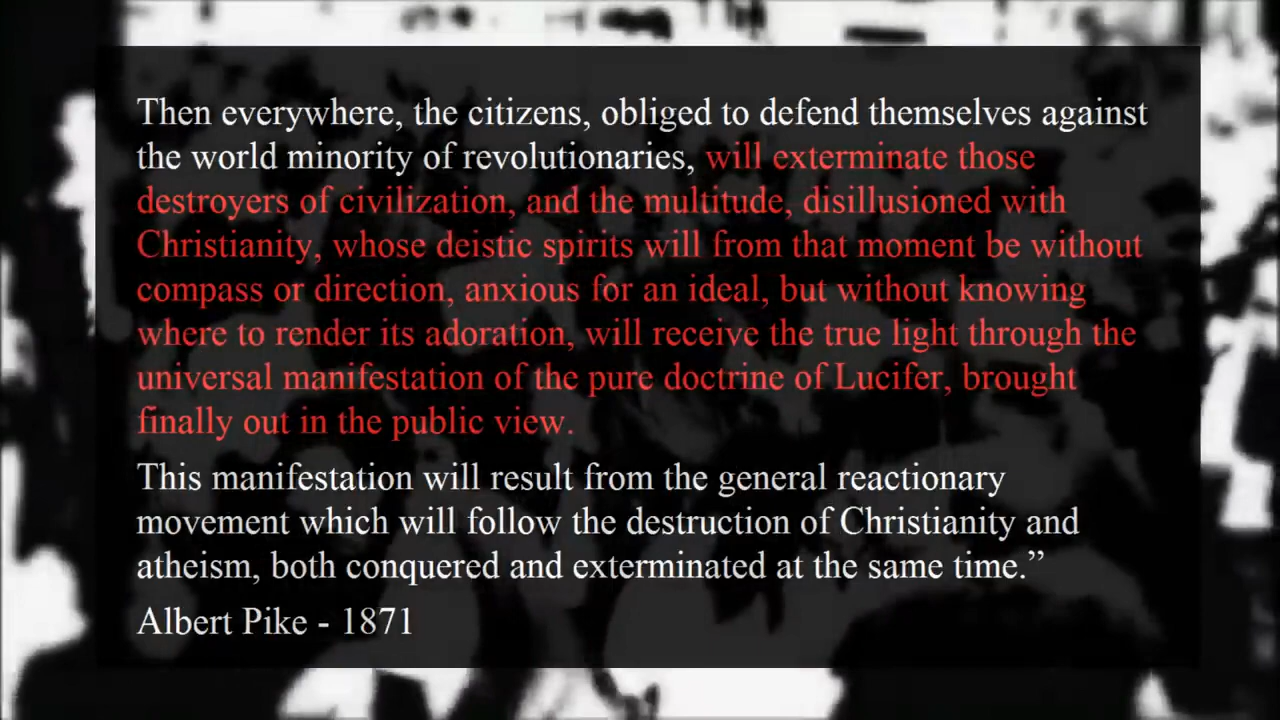 Then everywhere, the citizens, obliged to defend themselves against
the world minority of revolutionaries, will exterminate those
destroyers of civilization, and the multitude, disillusioned with
Christianity, whose deistic spirits will from that moment be without
compass or direction, anxious for an ideal, but without knowing
where to render its adoration, will receive the true light through the
universal manifestation of the pure doctrine of Lucifer, brought
finally out in the public view.
This manifestation will result from the general reactionary
movement which will follow the destruction of Christianity and
atheism, both conquered and exterminated at the same time.”
Albert Pike - 1871